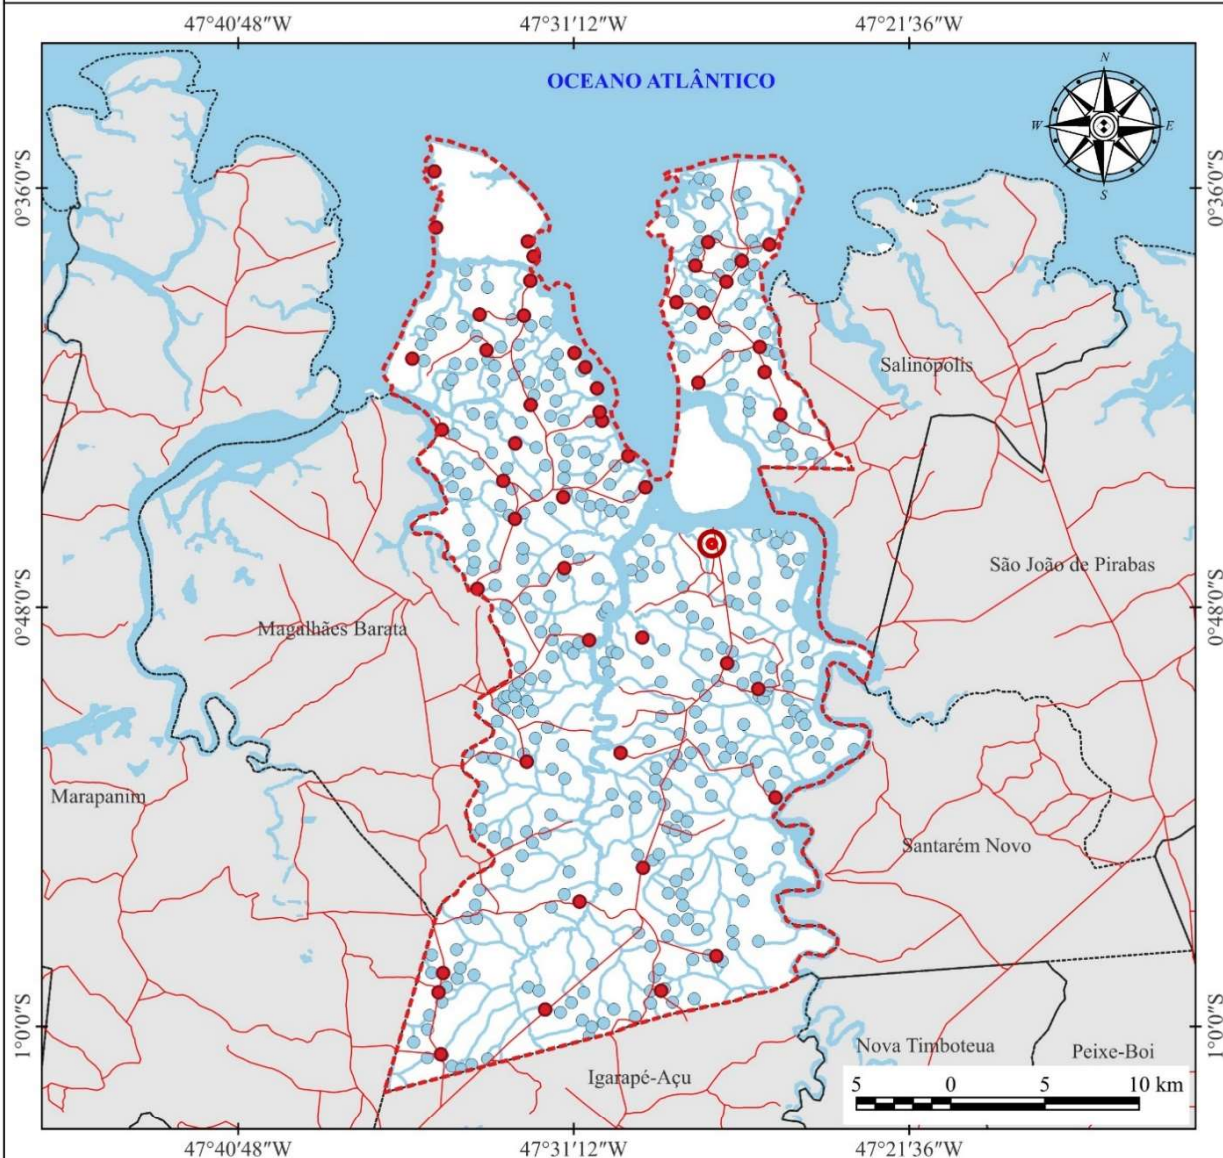 47°40'48"W 47°31'12"W 47°21'36"W
OCEANO ATLÂNTICO
N
W E
S
0°36'0"S 0°36'0"S
Salinópolis
São João de Pirabas
0°48'0"S 0°48'0"S
Magalhães Barata
Marapanim
Santarém Novo
1°0'0"S 1°0'0"S
Nova Timboteua
Peixe-Boi
Igarapé-Açu
5 0 5 10 km
47°40'48"W 47°31'12"W 47°21'36"W